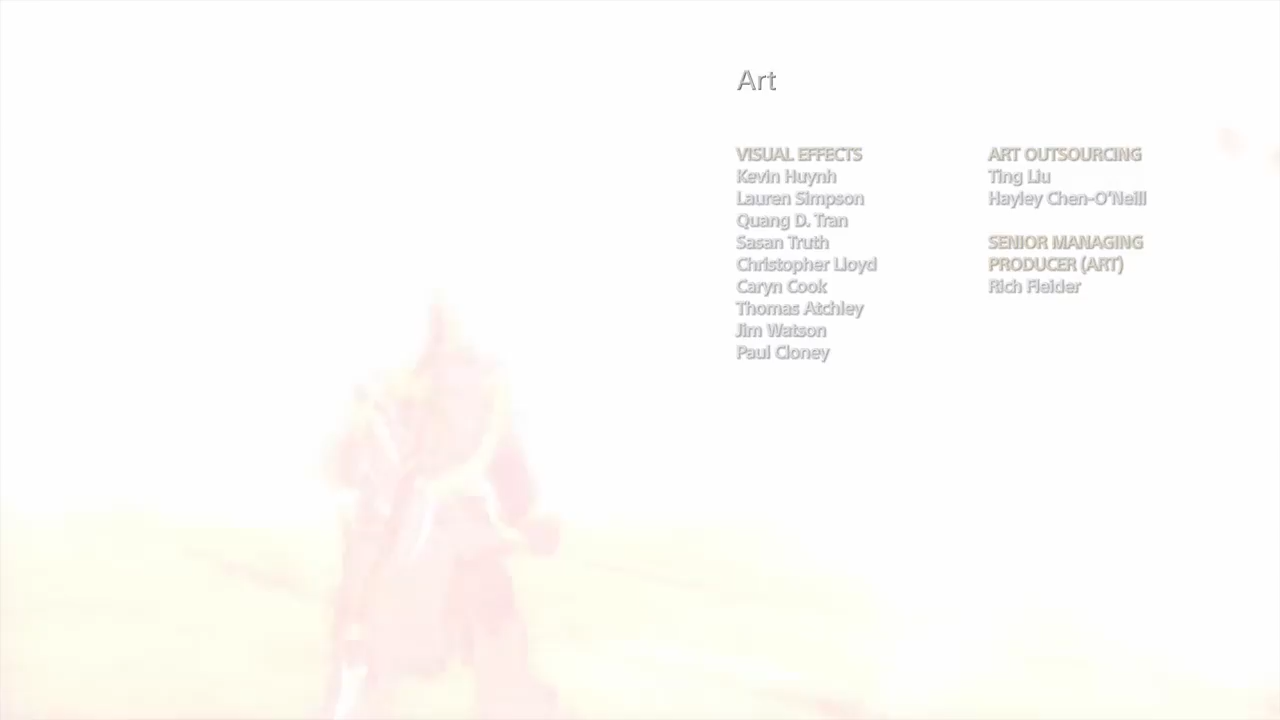 Art
VISUAL EFFECTS
Kevin Huynh
Lauren Simpson
Quang D. Tran
Sasan Truth
Christopher Lloyd
Caryn Cook
Thomas Atchley
Jim Watson
Paul Cloney
ART OUTSOURCING
Ting Liu
Hayley Chen-O'Neill
SENIOR MANAGING
PRODUCER (ART)
Rich Fleider